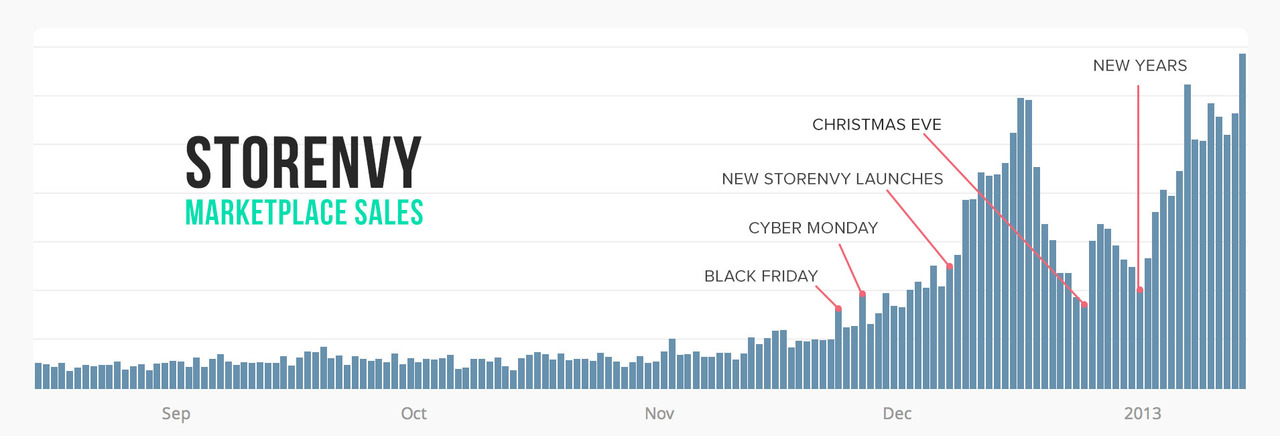 NEW YEARS
CHRISTMAS EVE
STORENVY
MARKETPLACE SALES
NEW STORENVY LAUNCHES
CYBER MONDAY
BLACK FRIDAY
Sep
Oct
Nov
Dec
2013